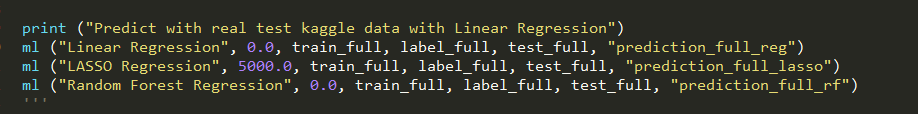 print ("Predict with real test kaggle data with Linear Regression")
ml ("Linear Regression", 0.0, train_full, label_full, test_full, "prediction_full_reg")
ml ("LASSO Regression", 5000.0, train_full, label_full, test_full, "prediction_full_lasso")
ml ("Random Forest Regression", 0.0, train_full, label_full, test_full, "prediction_full_rf")
'''